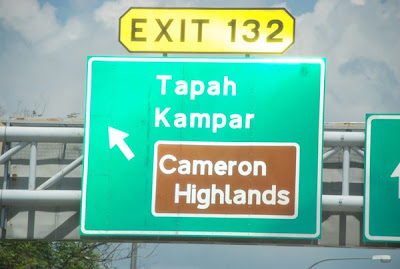 EXIT 132
Tapah
Kampar
Cameron
Highlands